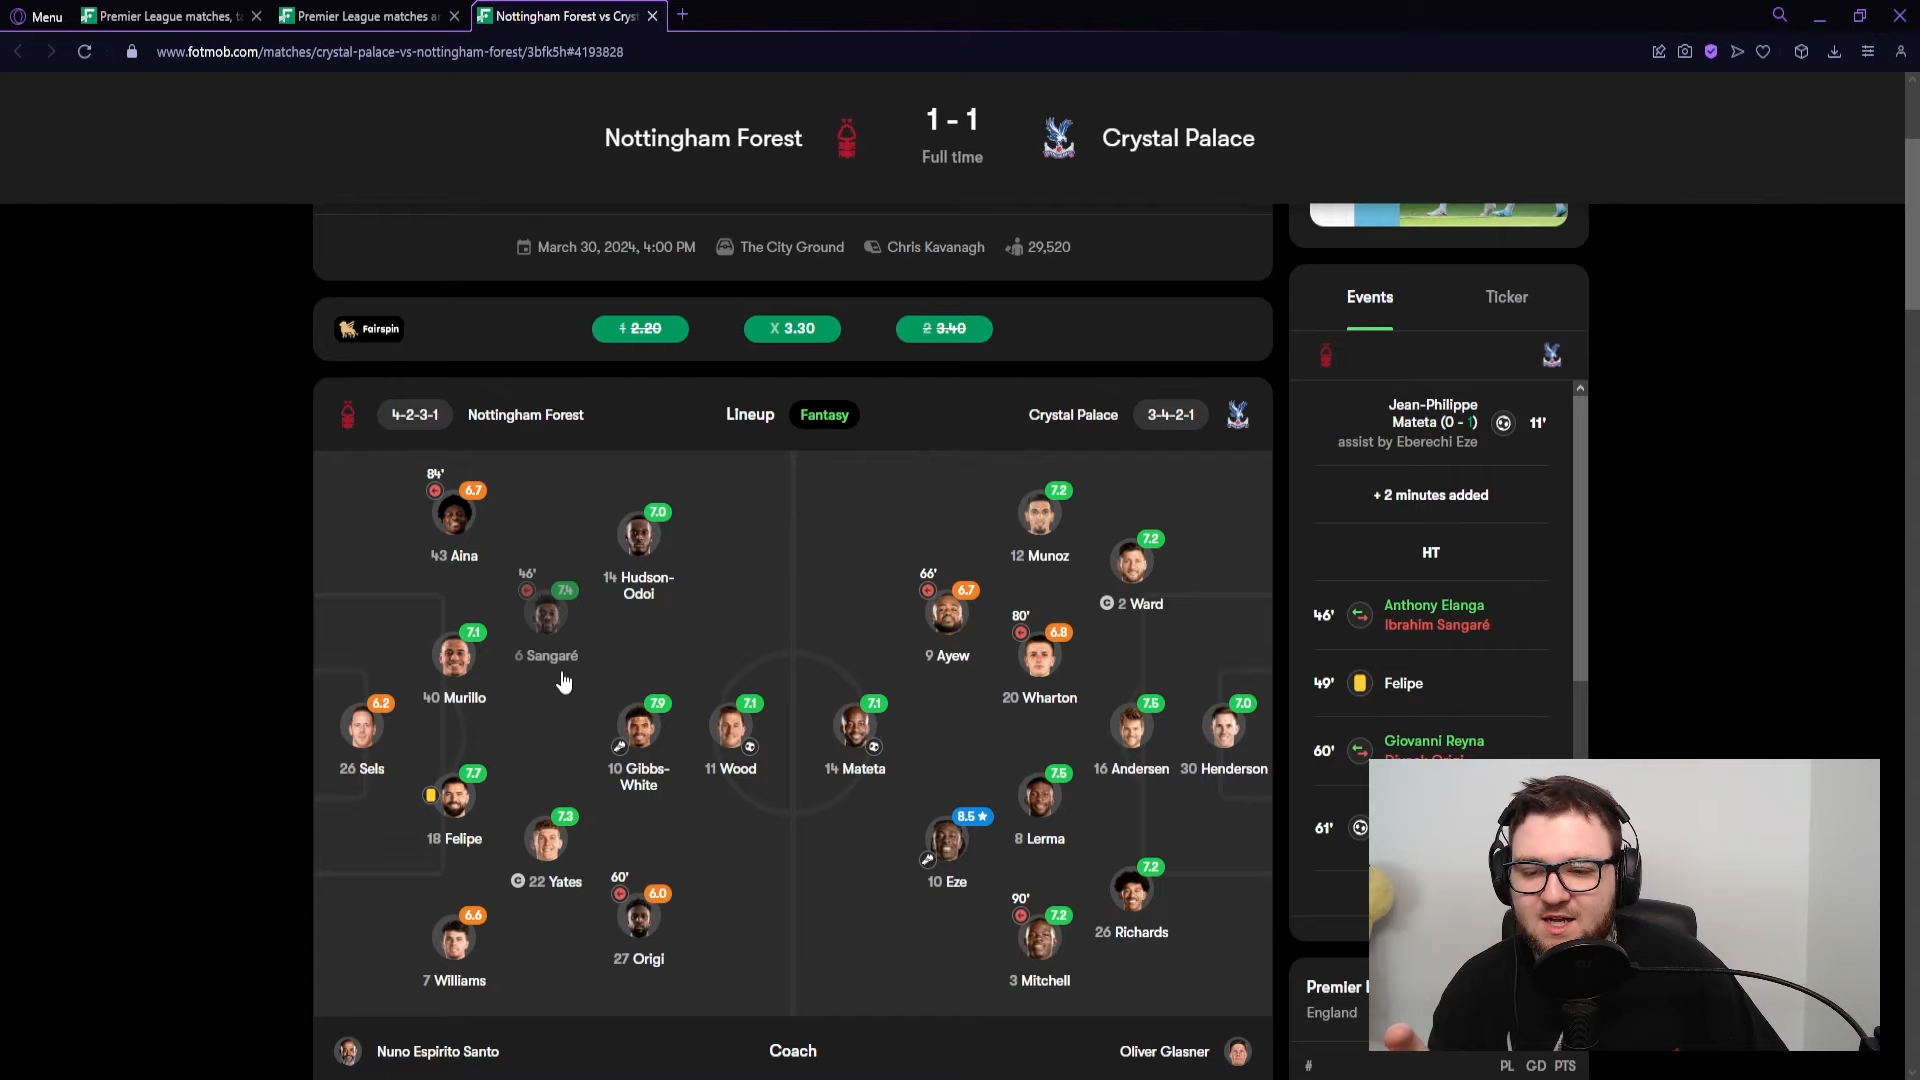 Menu
Premier League matches, t
Premier League matches ar
Nottingham Forest vs Cryst
www.fotmob.com/matches/crystal-palace-vs-nottingham-forest/3bfk5h#4193828
Nottingham Forest
1 - 1
Full time
Crystal Palace
March 30, 2024, 4:00 PM
The City Ground
Chris Kavanagh
29,520
Fairspin
1 2.20
X 3.30
2 3.40
4-2-3-1
Nottingham Forest
Lineup
Fantasy
Crystal Palace
3-4-2-1
84'
6.7
43 Aina
46'
7.4
6 Sangaré
7.0
14 Hudson-
Odoi
7.1
40 Murillo
6.2
26 Sels
7.9
10 Gibbs-
White
7.1
11 Wood
7.7
18 Felipe
7.3
C 22 Yates
60'
6.0
27 Origi
6.6
7 Williams
7.2
12 Munoz
7.2
C 2 Ward
66'
6.7
9 Ayew
80'
6.8
20 Wharton
7.1
14 Mateta
7.5
16 Andersen
7.0
30 Henderson
7.5
8 Lerma
8.5
10 Eze
7.2
26 Richards
90'
7.2
3 Mitchell
Nuno Espirito Santo
Coach
Oliver Glasner
Events
Ticker
Jean-Philippe
Mateta (0 - 1)
assist by Eberechi Eze
11'
+ 2 minutes added
HT
46'
Anthony Elanga
Ibrahim Sangaré
49'
Felipe
60'
Giovanni Reyna
61'
Premier
England
#
PL GD PTS